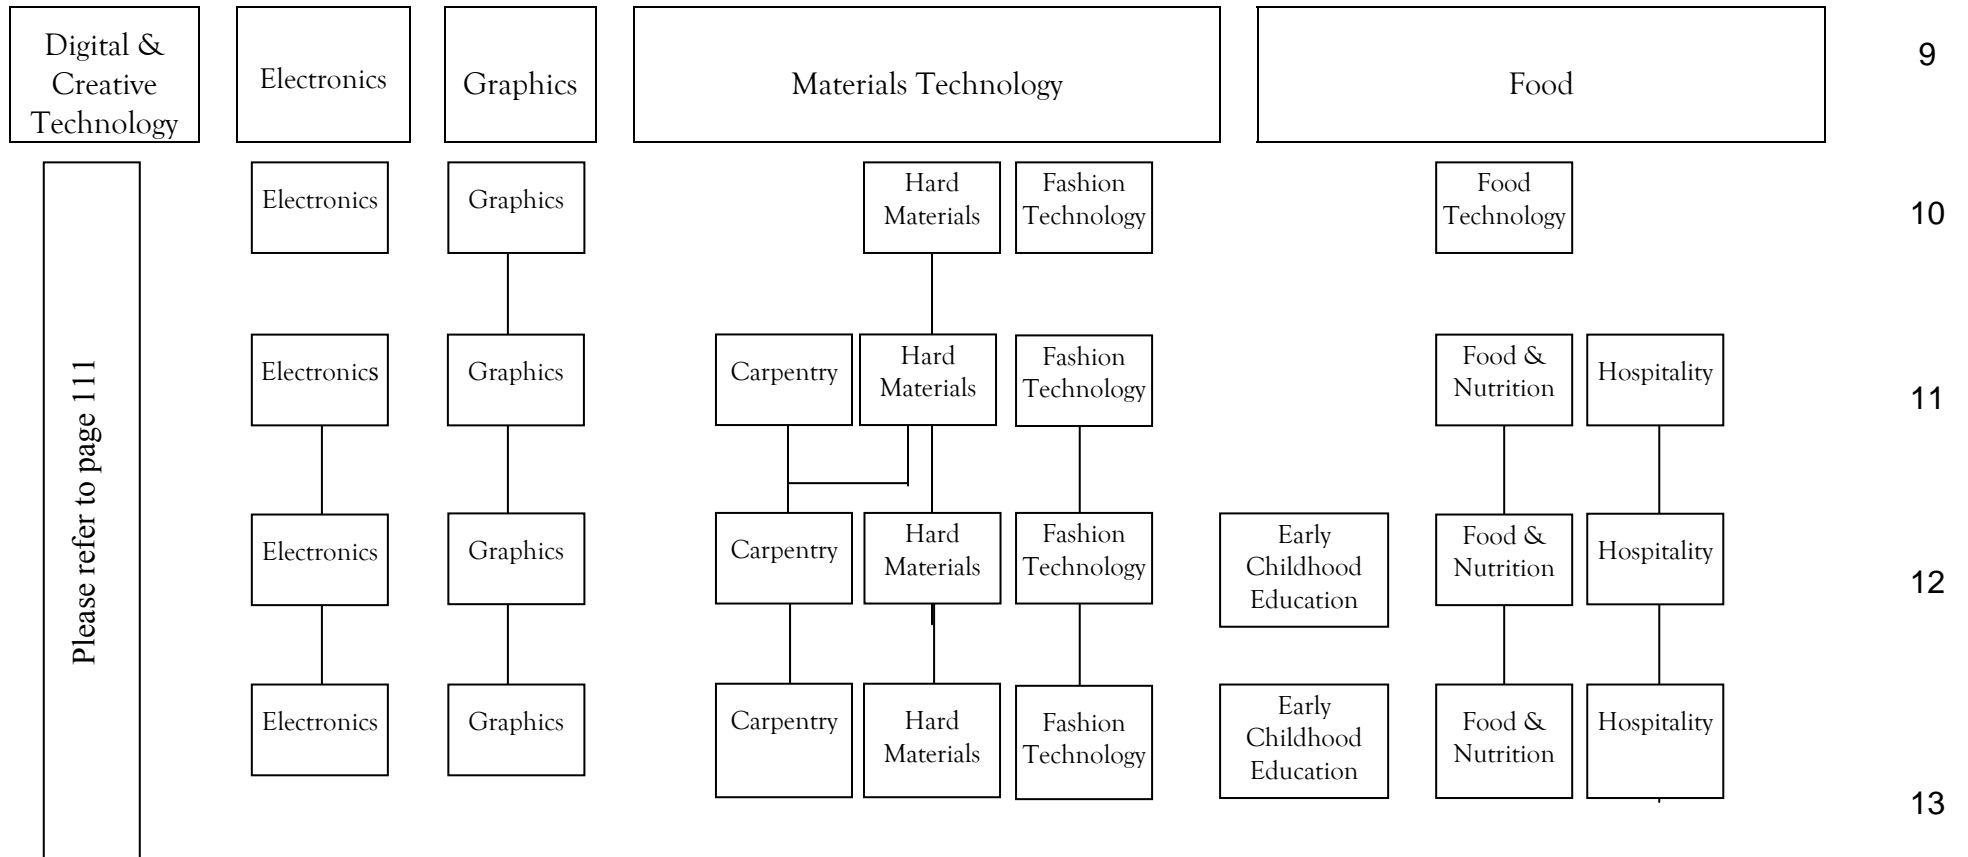 Digital &
Creative
Technology
Electronics
Graphics
Materials Technology
Food
9
Please refer to page 111
Electronics
Graphics
Hard
Materials
Fashion
Technology
Food
Technology
10
Electronics
Graphics
Carpentry
Hard
Materials
Fashion
Technology
Food &
Nutrition
Hospitality
11
Electronics
Graphics
Carpentry
Hard
Materials
Fashion
Technology
Early
Childhood
Education
Food &
Nutrition
Hospitality
12
Electronics
Graphics
Carpentry
Hard
Materials
Fashion
Technology
Early
Childhood
Education
Food &
Nutrition
Hospitality
13